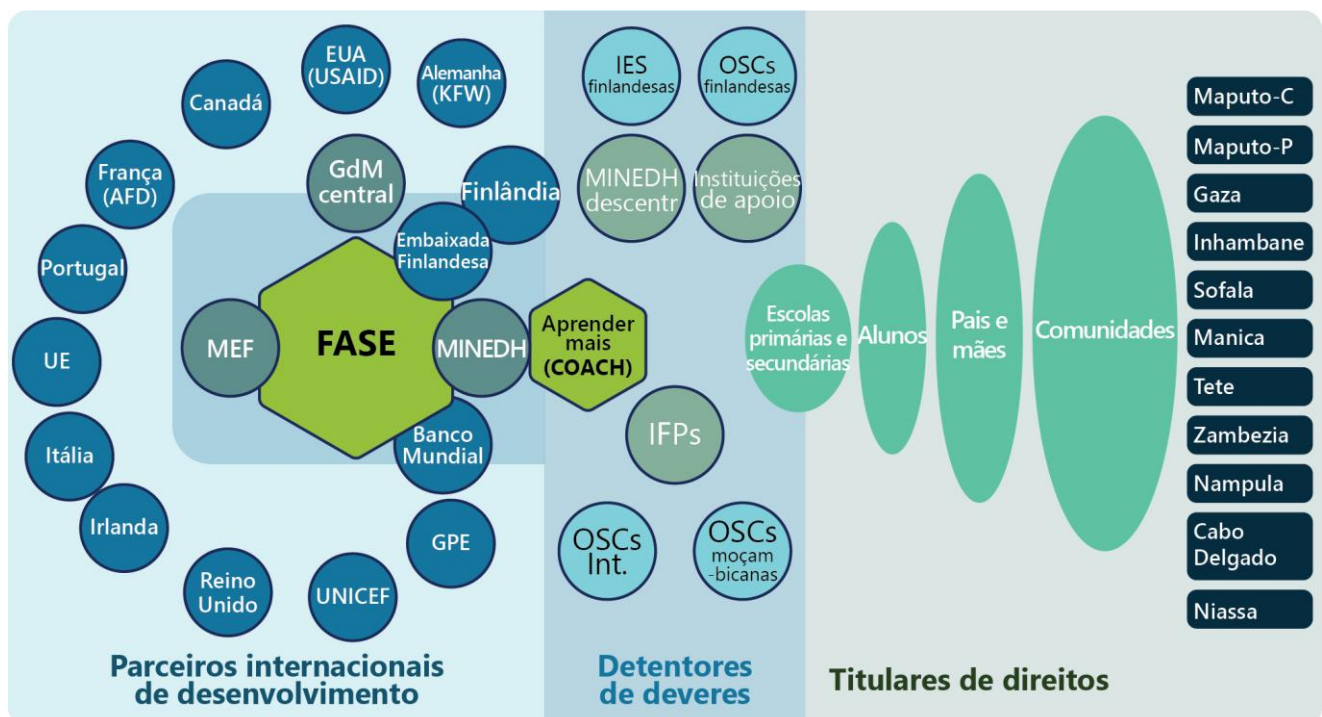 EUA
(USAID)
Alemanha
(KFW)
Canadá
França
(AFD)
GdM
central
Finlândia
Portugal
Embaixada
Finlandesa
UE
MEF
FASE
MINEDH
Itália
Banco
Mundial
Irlanda
GPE
Reino
Unido
UNICEF
Parceiros internacionais
de desenvolvimento
IES
finlandesas
OSCs
finlandesas
MINEDH
descentr
Instituições
de apoio
Aprender
mais
(COACH)
IFPs
OSCs
Int.
OSCs
moçam
-bicanas
Detentores
de deveres
Escolas
primárias e
secundárias
Alunos
Pais e
mães
Comunidades
Titulares de direitos
Maputo-C
Maputo-P
Gaza
Inhambane
Sofala
Manica
Tete
Zambezia
Nampula
Cabo
Delgado
Niassa